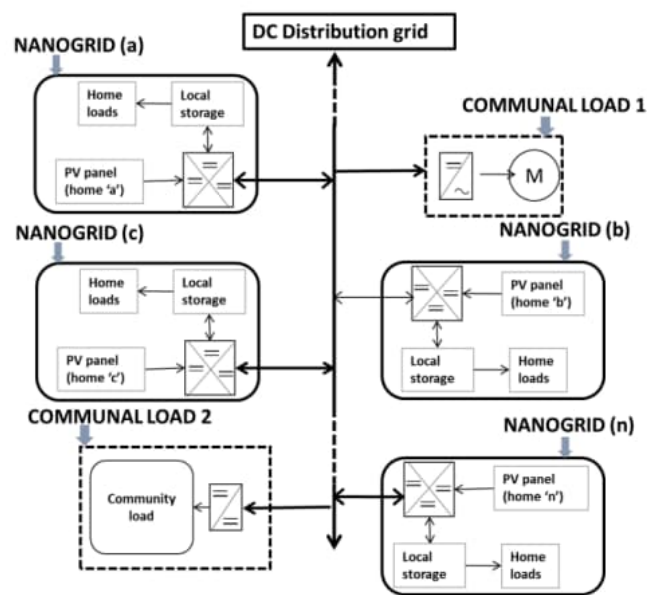 DC Distribution grid
NANOGRID (a)
Home
loads
Local
storage
PV panel
(home ‘a’)
COMMUNAL LOAD 1
M
NANOGRID (c)
Home
loads
Local
storage
PV panel
(home ‘c’)
NANOGRID (b)
PV panel
(home ‘b’)
Local
storage
Home
loads
COMMUNAL LOAD 2
Community
load
NANOGRID (n)
PV panel
(home ‘n’)
Local
storage
Home
loads